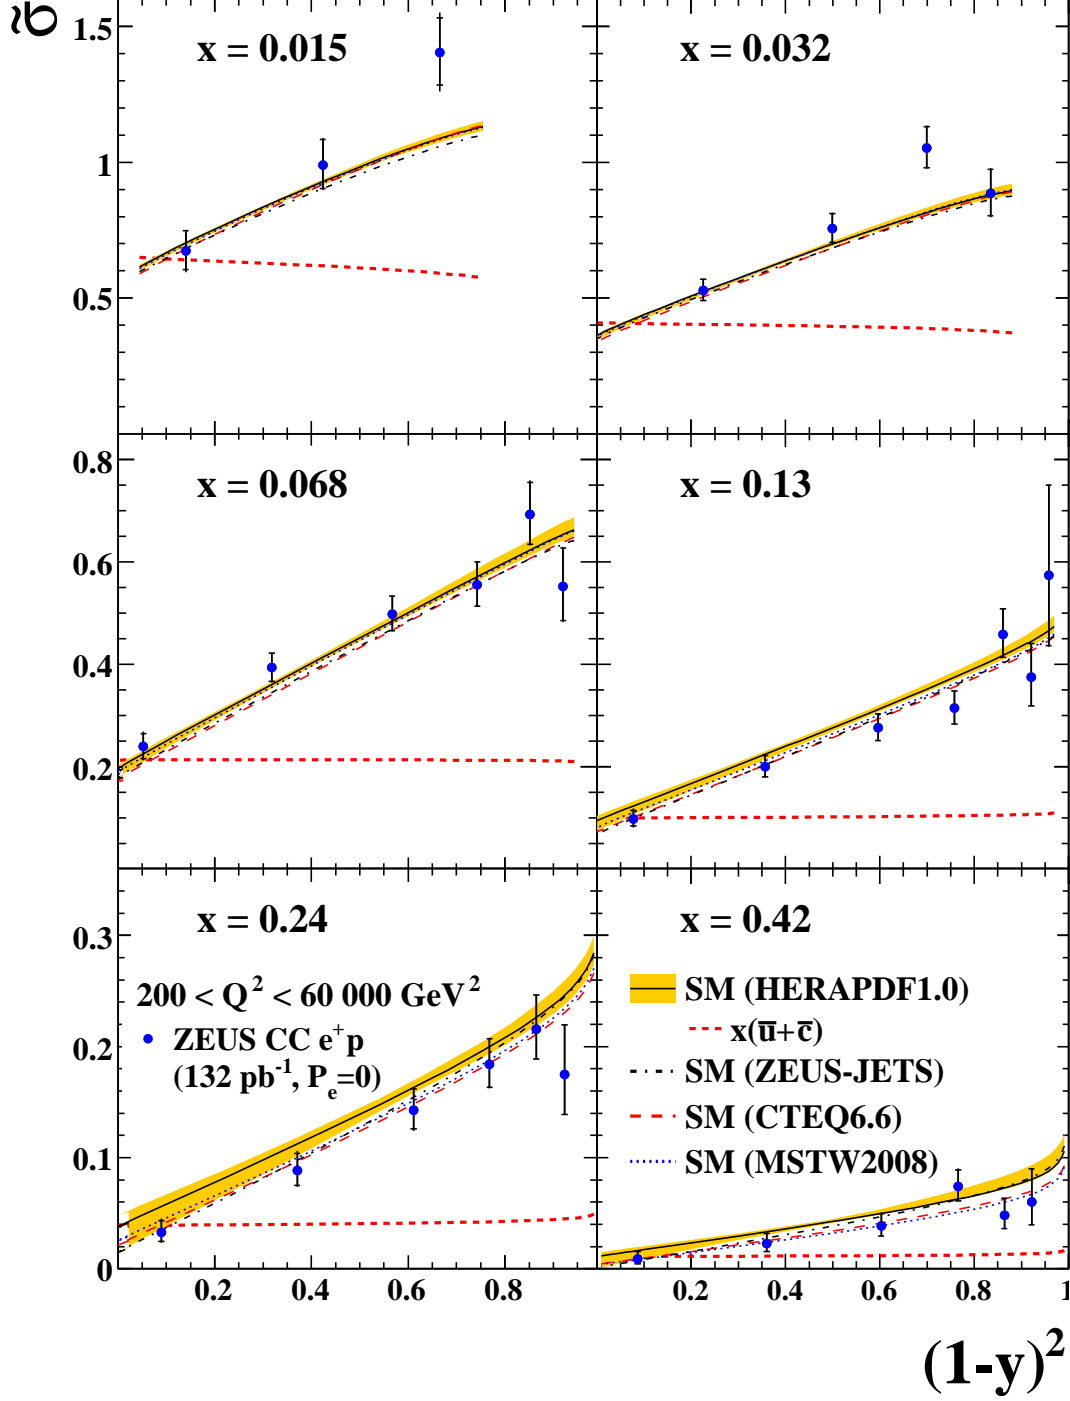 σ̃
1.5
x = 0.015
x = 0.032
1
0.5
0.8
x = 0.068
x = 0.13
0.6
0.4
0.2
0.3
x = 0.24
x = 0.42
200 < Q² < 60 000 GeV²
ZEUS CC e⁺p
(132 pb⁻¹, Pₑ=0)
SM (HERAPDF1.0)
x(u̅+c̅)
SM (ZEUS-JETS)
SM (CTEQ6.6)
SM (MSTW2008)
0.2
0.1
0
0.2 0.4 0.6 0.8 0.2 0.4 0.6 0.8 1
(1-y)²